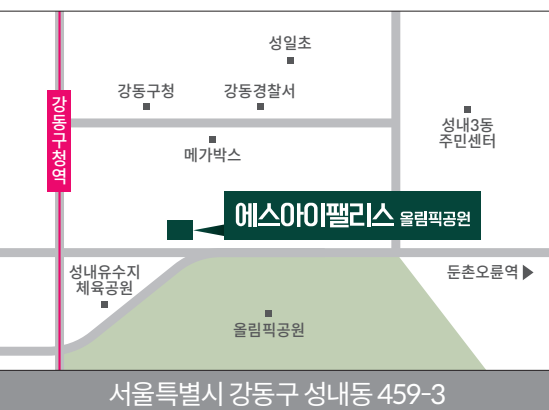 성일초
강동구청
강동경찰서
강동구청역
메가박스
성내3동
주민센터
에스아이팰리스 올림픽공원
성내유수지
체육공원
둔촌오륜역 ▶
올림픽공원
서울특별시 강동구 성내동 459-3